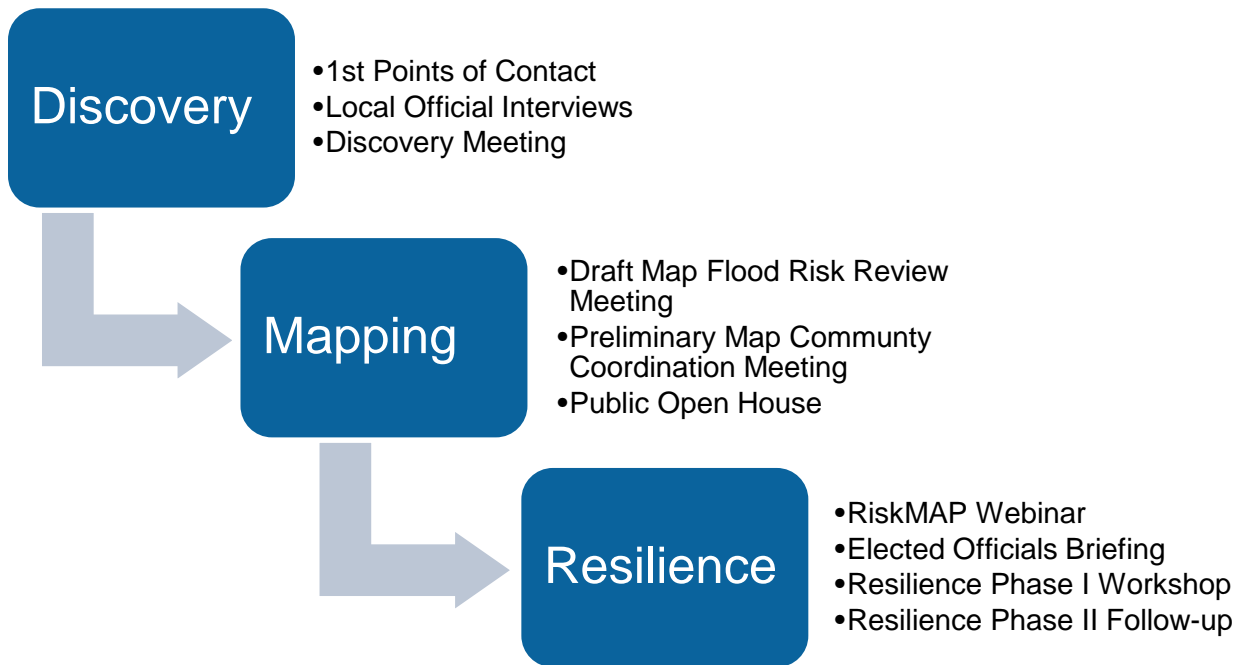 Discovery
•1st Points of Contact
•Local Official Interviews
•Discovery Meeting
Mapping
•Draft Map Flood Risk Review
Meeting
•Preliminary Map Communty
Coordination Meeting
•Public Open House
Resilience
•RiskMAP Webinar
•Elected Officials Briefing
•Resilience Phase I Workshop
•Resilience Phase II Follow-up